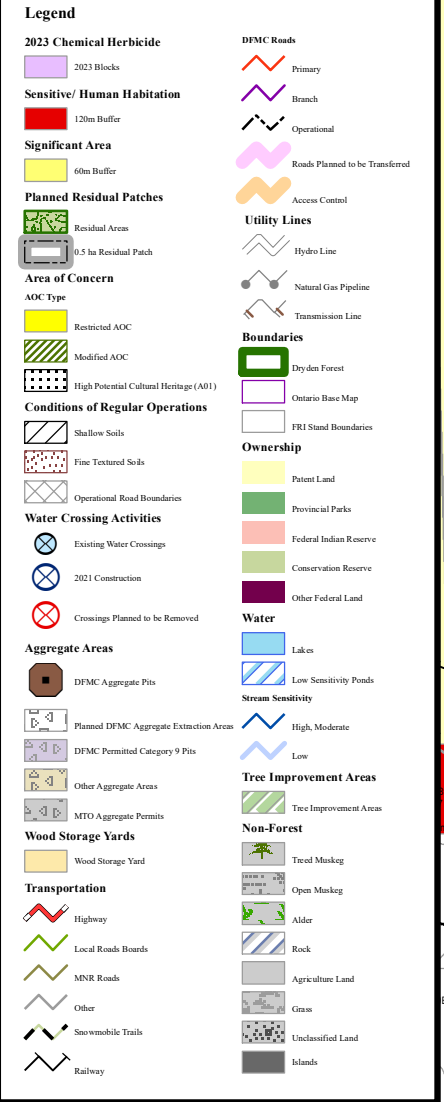 Legend
2023 Chemical Herbicide
2023 Blocks
Sensitive/ Human Habitation
120m Buffer
Significant Area
60m Buffer
Planned Residual Patches
Residual Areas
0.5 ha Residual Patch
Area of Concern
AOC Type
Restricted AOC
Modified AOC
High Potential Cultural Heritage (A01)
Conditions of Regular Operations
Shallow Soils
Fine Textured Soils
Operational Road Boundaries
Water Crossing Activities
Existing Water Crossings
2021 Construction
Crossings Planned to be Removed
Aggregate Areas
DFMC Aggregate Pits
Planned DFMC Aggregate Extraction Areas
DFMC Permitted Category 9 Pits
Other Aggregate Areas
MTO Aggregate Permits
Wood Storage Yards
Wood Storage Yard
Transportation
Highway
Local Roads Boards
MNR Roads
Other
Snowmobile Trails
Railway
DFMC Roads
Primary
Branch
Operational
Roads Planned to be Transferred
Access Control
Utility Lines
Hydro Line
Natural Gas Pipeline
Transmission Line
Boundaries
Dryden Forest
Ontario Base Map
FRI Stand Boundaries
Ownership
Patent Land
Provincial Parks
Federal Indian Reserve
Conservation Reserve
Other Federal Land
Water
Lakes
Low Sensitivity Ponds
Stream Sensitivity
High, Moderate
Low
Tree Improvement Areas
Tree Improvement Areas
Non-Forest
Treed Muskeg
Open Muskeg
Alder
Rock
Agriculture Land
Grass
Unclassified Land
Islands